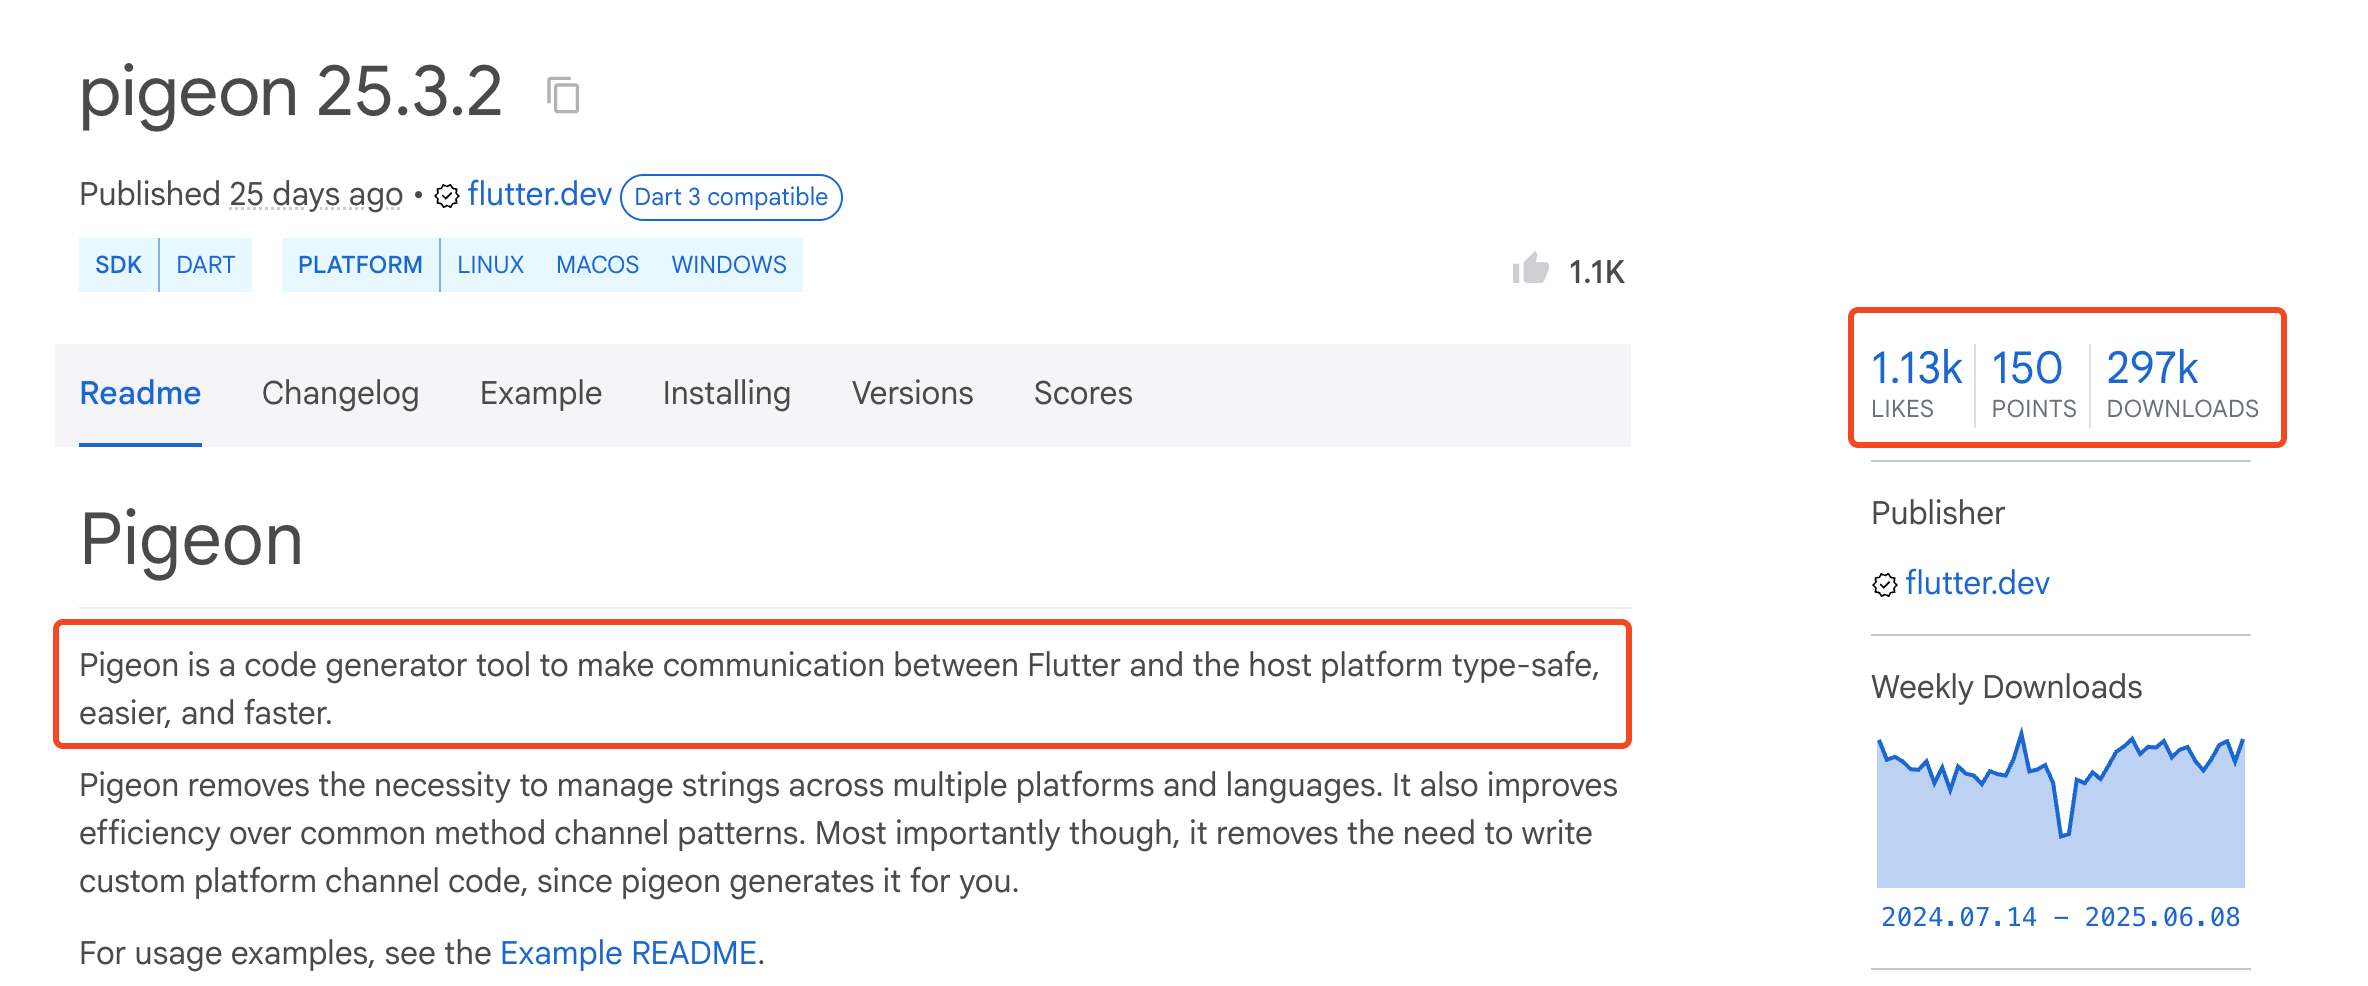 pigeon 25.3.2
Published 25 days ago • flutter.dev Dart 3 compatible
SDK DART PLATFORM LINUX MACOS WINDOWS
1.1K
Readme Changelog Example Installing Versions Scores
Pigeon
Pigeon is a code generator tool to make communication between Flutter and the host platform type-safe,
easier, and faster.
Pigeon removes the necessity to manage strings across multiple platforms and languages. It also improves
efficiency over common method channel patterns. Most importantly though, it removes the need to write
custom platform channel code, since pigeon generates it for you.
For usage examples, see the Example README.
1.13k 150 297k
LIKES POINTS DOWNLOADS
Publisher
flutter.dev
Weekly Downloads
2024.07.14 – 2025.06.08